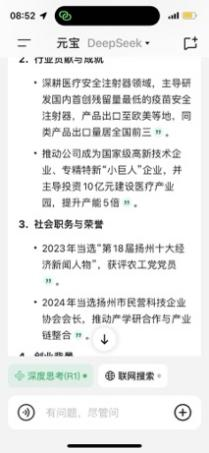 08:52
元宝 DeepSeek
2. 行业贡献与成就
深耕医疗安全注射器领域，主导研
发国内首创残留量最低的疫苗安全
注射器，产品出口至欧美等地，同
类产品出口量居全国前三
推动公司成为国家级高新技术企
业、专精特新“小巨人”企业，并
主导投资10亿元建设医疗产业
园，提升产能5倍
3. 社会职务与荣誉
2023年当选“第18届扬州十大经
济新闻人物”，获评农工党党员
2024年当选扬州市民营科技企业
协会会长，推动产学研合作与产业
链整合
4. 创业背景
深度思考(R1)
联网搜索
有问题，尽管问